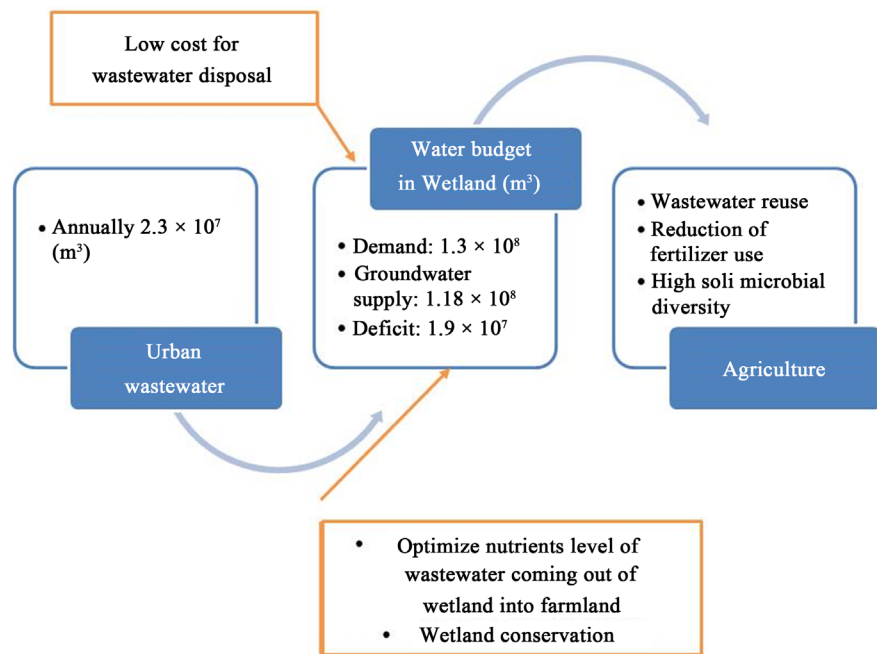 Low cost for
wastewater disposal
Water budget
in Wetland (m³)
• Annually 2.3 × 10⁷
(m³)
Urban
wastewater
• Demand: 1.3 × 10⁸
• Groundwater
supply: 1.18 × 10⁸
• Deficit: 1.9 × 10⁷
• Wastewater reuse
• Reduction of
fertilizer use
• High soli microbial
diversity
Agriculture
• Optimize nutrients level of
wastewater coming out of
wetland into farmland
• Wetland conservation